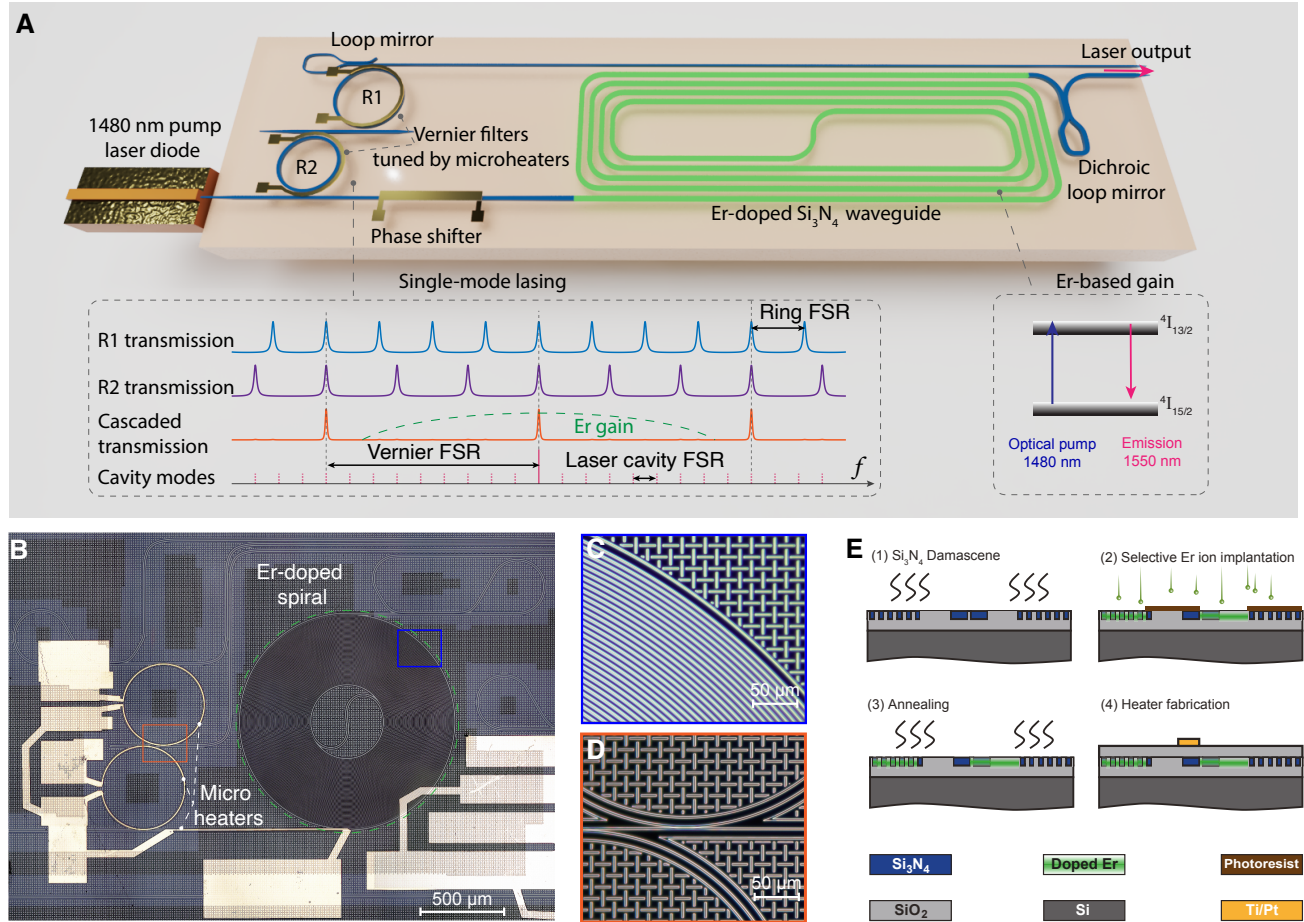 A
Loop mirror
R1
Laser output
1480 nm pump
laser diode
Vernier filters
tuned by microheaters
R2
Dichroic
loop mirror
Er-doped Si₃N₄ waveguide
Phase shifter
Single-mode lasing
Er-based gain
Ring FSR
R1 transmission
R2 transmission
Cascaded
transmission
Er gain
Vernier FSR
Laser cavity FSR
Cavity modes
f
⁴I₁₃/₂
⁴I₁₅/₂
Optical pump
1480 nm
Emission
1550 nm
B
Er-doped
spiral
Micro
heaters
500 µm
C
50 µm
D
50 µm
E
(1) Si₃N₄ Damascene
(2) Selective Er ion implantation
(3) Annealing
(4) Heater fabrication
Si₃N₄
Doped Er
Photoresist
SiO₂
Si
Ti/Pt